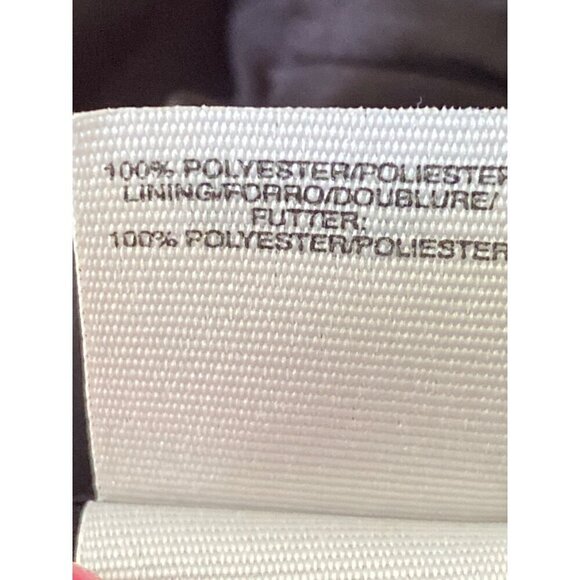 100% POLYESTER/POLIESTER
LINING/FORRO/DOUBLURE/
FUTTER:
100% POLYESTER/POLIESTER